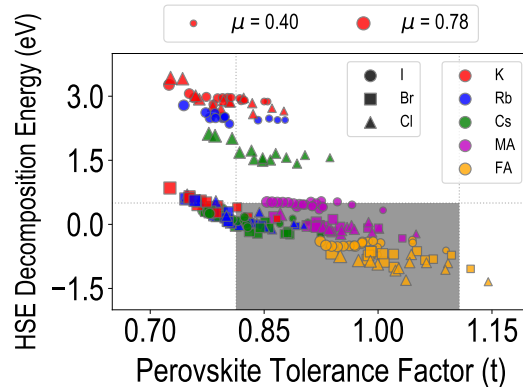 μ = 0.40 μ = 0.78
HSE Decomposition Energy (eV)
3.0
1.5
0.0
−1.5
I
Br
Cl
K
Rb
Cs
MA
FA
0.70 0.85 1.00 1.15
Perovskite Tolerance Factor (t)